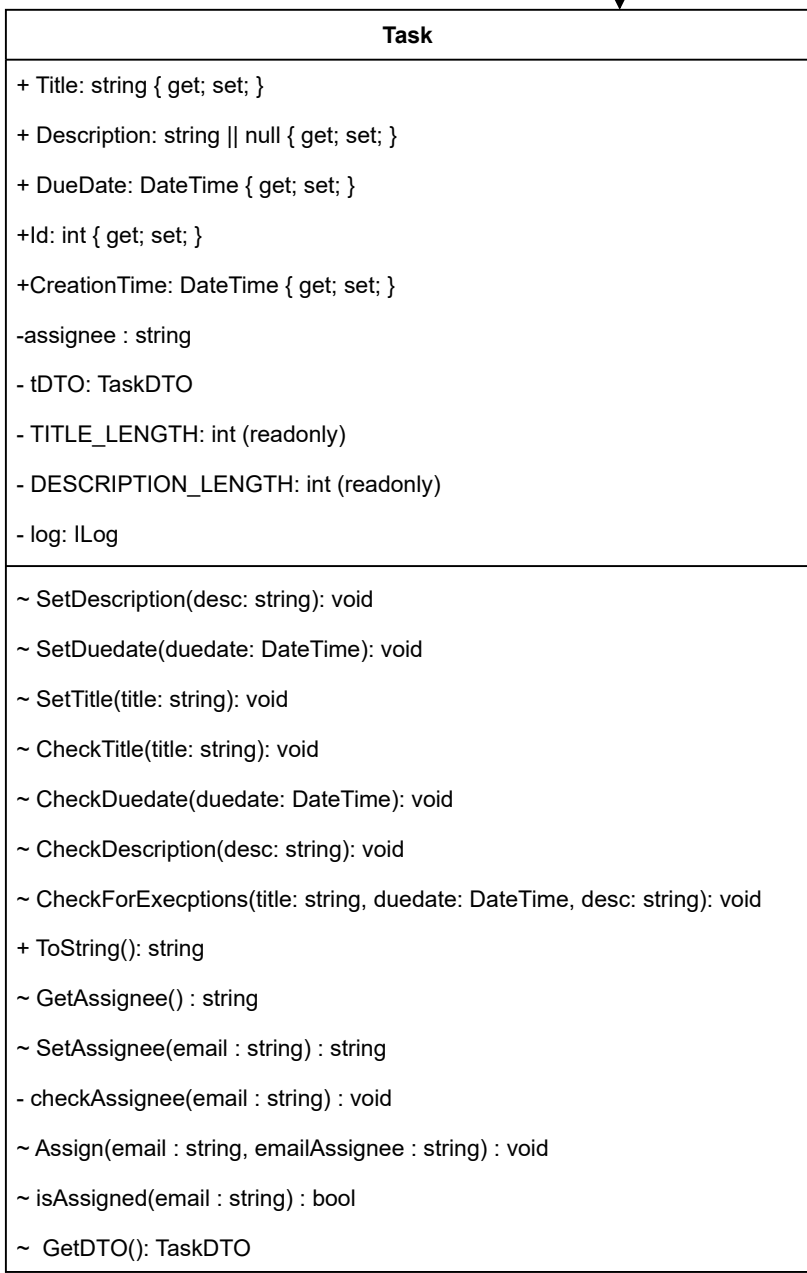 Task
+ Title: string { get; set; }
+ Description: string || null { get; set; }
+ DueDate: DateTime { get; set; }
+Id: int { get; set; }
+CreationTime: DateTime { get; set; }
-assignee : string
- tDTO: TaskDTO
- TITLE_LENGTH: int (readonly)
- DESCRIPTION_LENGTH: int (readonly)
- log: ILog
~ SetDescription(desc: string): void
~ SetDuedate(duedate: DateTime): void
~ SetTitle(title: string): void
~ CheckTitle(title: string): void
~ CheckDuedate(duedate: DateTime): void
~ CheckDescription(desc: string): void
~ CheckForExecptions(title: string, duedate: DateTime, desc: string): void
+ ToString(): string
~ GetAssignee() : string
~ SetAssignee(email : string) : string
- checkAssignee(email : string) : void
~ Assign(email : string, emailAssignee : string) : void
~ isAssigned(email : string) : bool
~  GetDTO(): TaskDTO